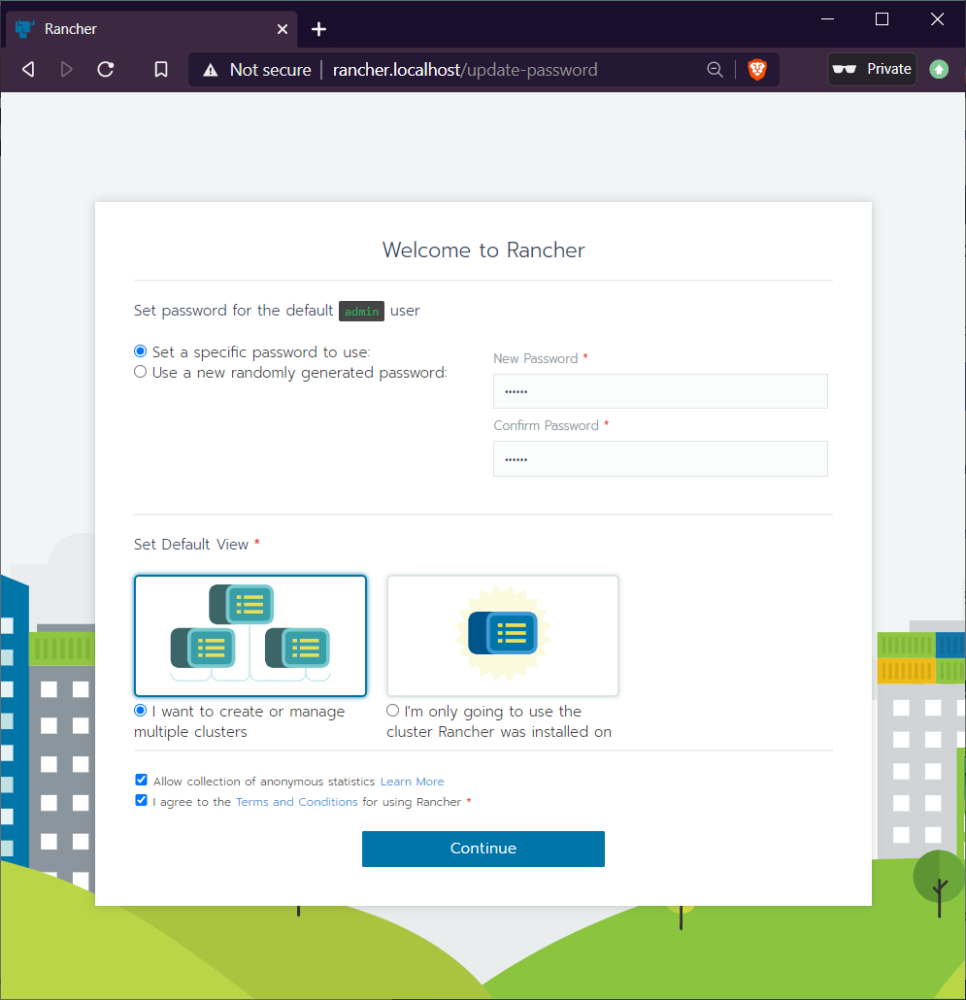 Rancher
Not secure
rancher.localhost/update-password
Private
Welcome to Rancher
Set password for the default admin user
Set a specific password to use:
Use a new randomly generated password:
New Password *
••••••
Confirm Password *
••••••
Set Default View *
I want to create or manage
multiple clusters
I'm only going to use the
cluster Rancher was installed on
Allow collection of anonymous statistics Learn More
I agree to the Terms and Conditions for using Rancher *
Continue